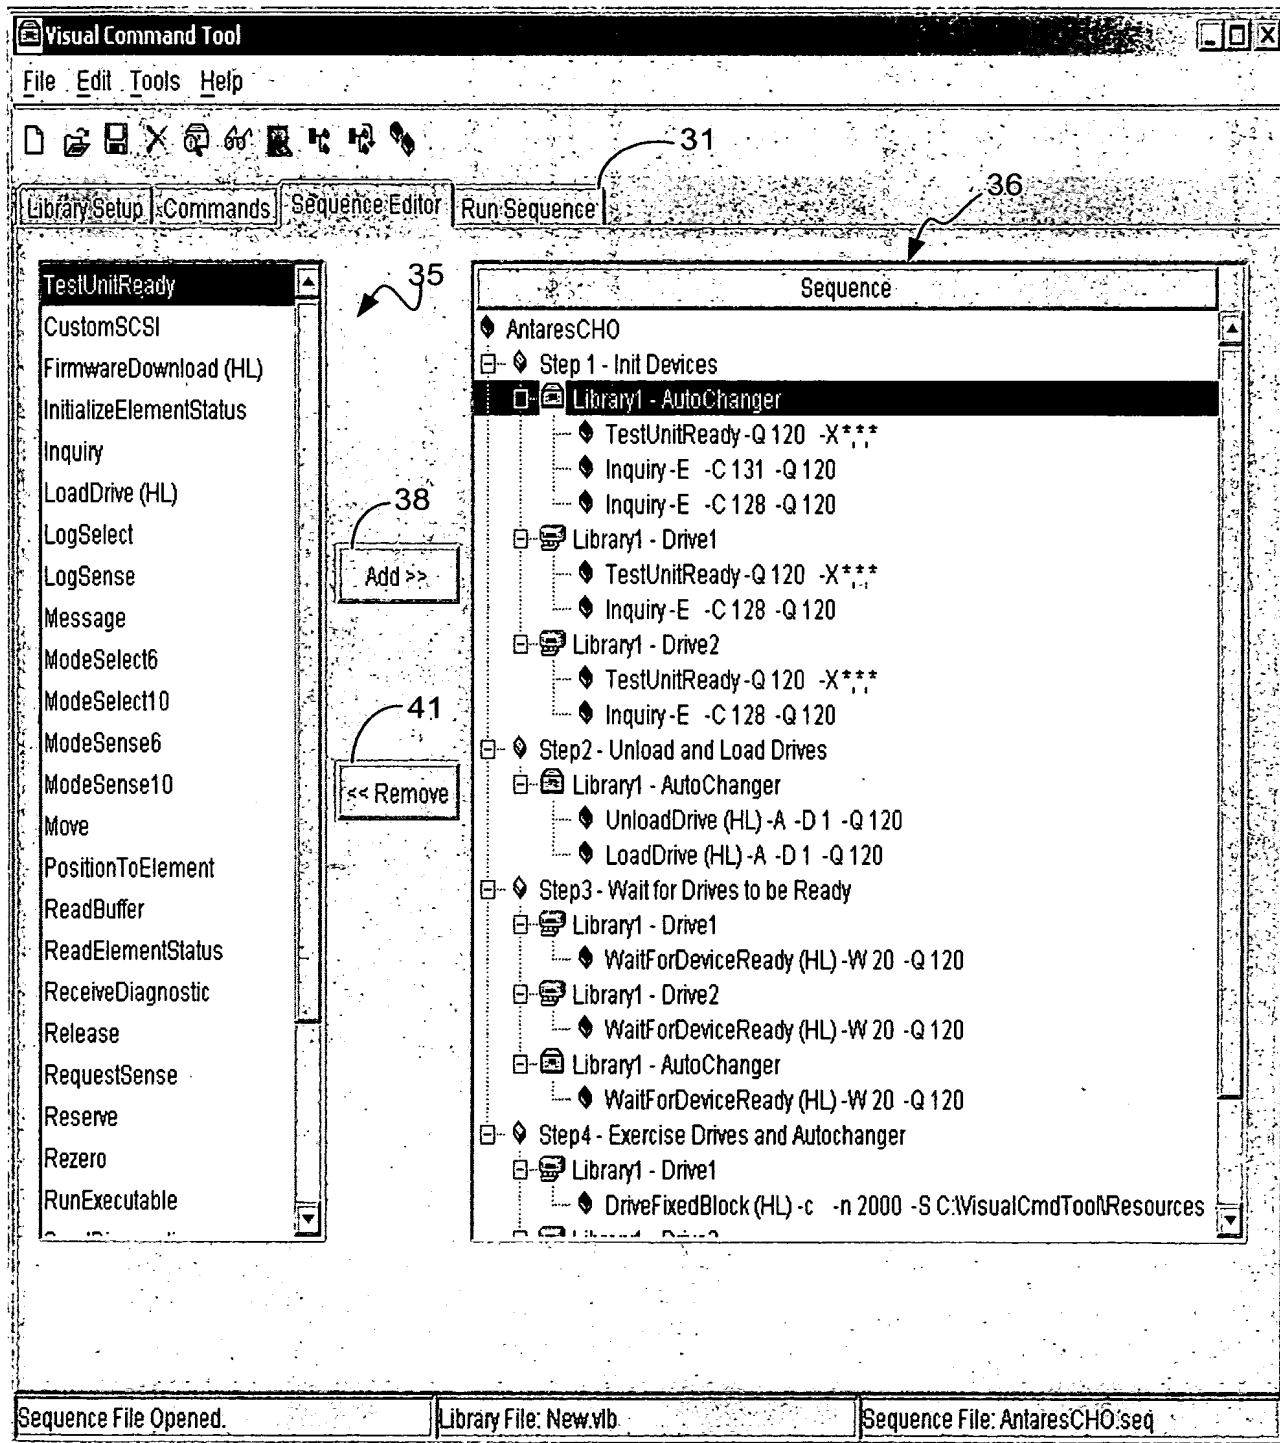 Visual Command Tool
File Edit Tools Help
31
36
Library Setup Commands Sequence Editor Run Sequence
35
TestUnitReady
CustomSCSI
FirmwareDownload (HL)
InitializeElementStatus
Inquiry
LoadDrive (HL)
LogSelect
LogSense
Message
ModeSelect6
ModeSelect10
ModeSense6
ModeSense10
Move
PositionToElement
ReadBuffer
ReadElementStatus
ReceiveDiagnostic
Release
RequestSense
Reserve
Rezero
RunExecutable
38
Add >>
41
<< Remove
Sequence
AntaresCHO
Step 1 - Init Devices
Library1 - AutoChanger
TestUnitReady -Q 120 -X *,*,*
Inquiry -E -C 131 -Q 120
Inquiry -E -C 128 -Q 120
Library1 - Drive1
TestUnitReady -Q 120 -X *,*,*
Inquiry -E -C 128 -Q 120
Library1 - Drive2
TestUnitReady -Q 120 -X *,*,*
Inquiry -E -C 128 -Q 120
Step2 - Unload and Load Drives
Library1 - AutoChanger
UnloadDrive (HL) -A -D 1 -Q 120
LoadDrive (HL) -A -D 1 -Q 120
Step3 - Wait for Drives to be Ready
Library1 - Drive1
WaitForDeviceReady (HL) -W 20 -Q 120
Library1 - Drive2
WaitForDeviceReady (HL) -W 20 -Q 120
Library1 - AutoChanger
WaitForDeviceReady (HL) -W 20 -Q 120
Step4 - Exercise Drives and Autochanger
Library1 - Drive1
DriveFixedBlock (HL) -c -n 2000 -S C:\VisualCmdTool\Resources
Sequence File Opened.
Library File: New.vlb
Sequence File: AntaresCHO.seq